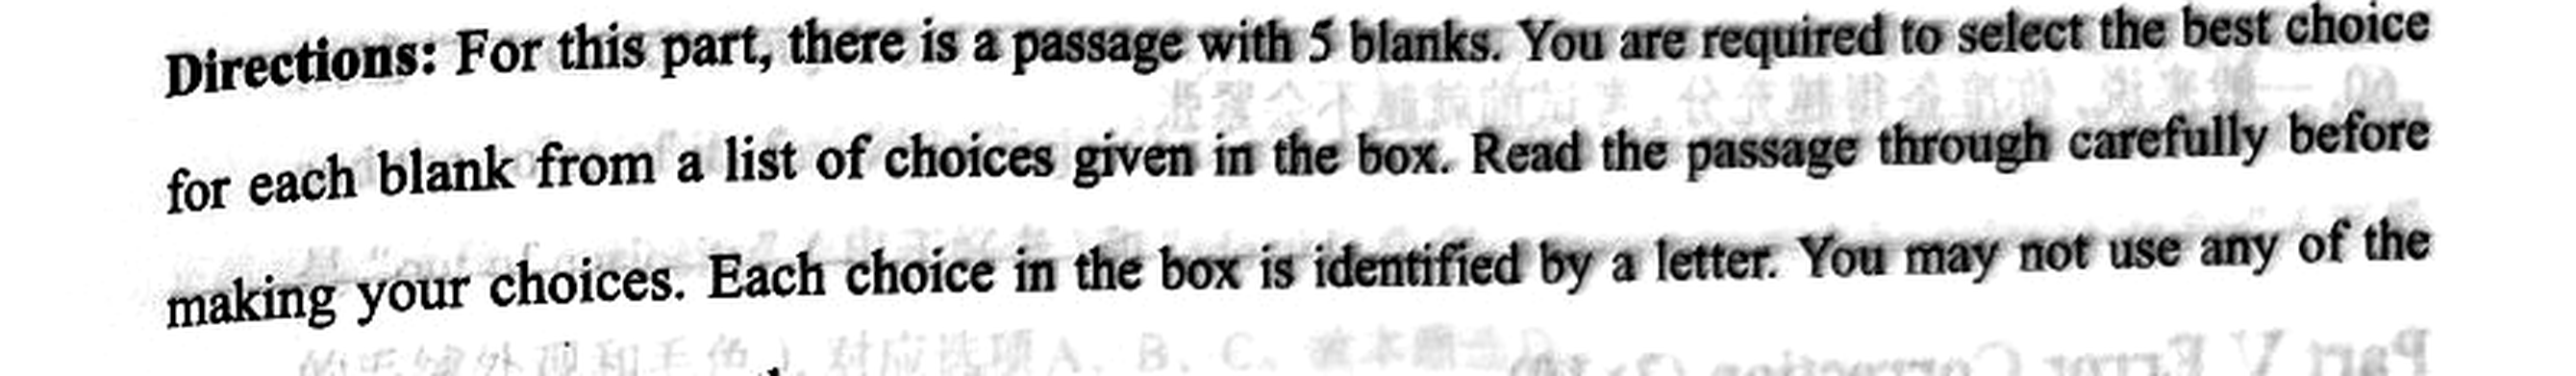 Directions: For this part, there is a passage with 5 blanks. You are required to select the best choice
for each blank from a list of choices given in the box. Read the passage through carefully before
making your choices. Each choice in the box is identified by a letter. You may not use any of the